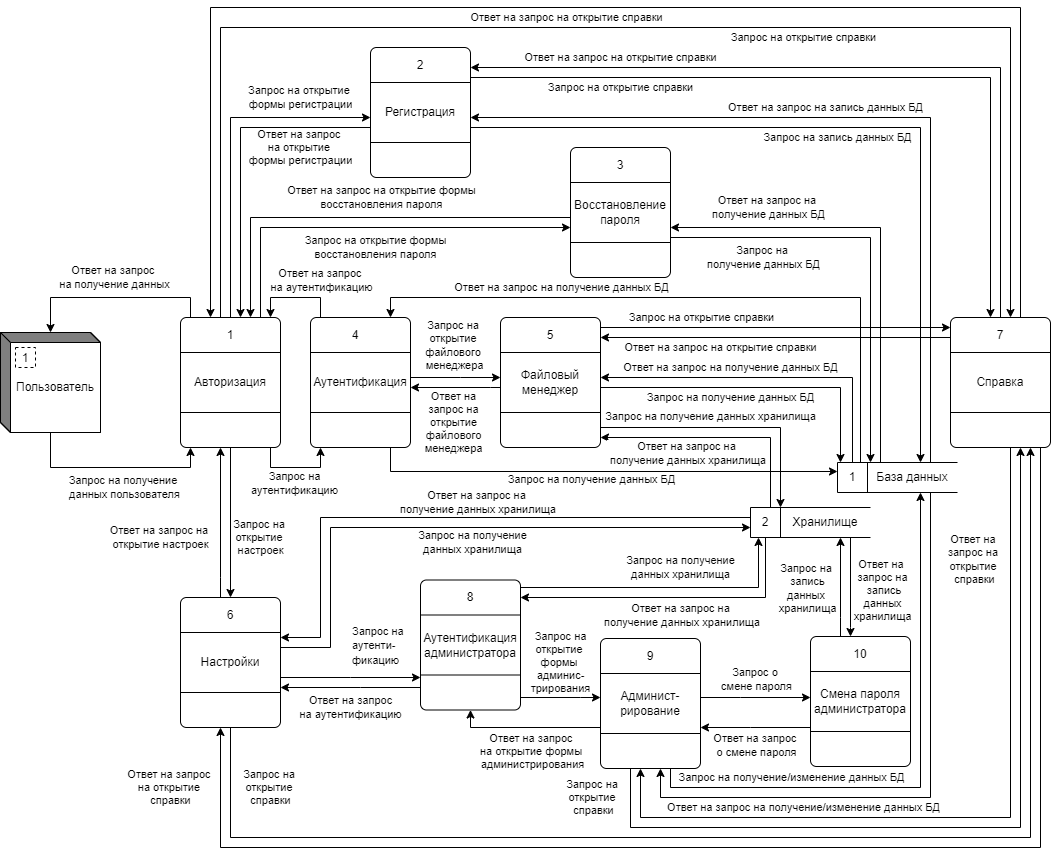 Ответ на запрос на открытие справки
Запрос на открытие справки
2
Регистрация
Ответ на запрос на открытие справки
Запрос на открытие справки
Запрос на открытие
формы регистрации
Ответ на запрос
на открытие
формы регистрации
Ответ на запрос на запись данных БД
Запрос на запись данных БД
3
Восстановление
пароля
Ответ на запрос на открытие формы
восстановления пароля
Запрос на открытие формы
восстановления пароля
Ответ на запрос на
получение данных БД
Запрос на
получение данных БД
Ответ на запрос
на получение данных
Ответ на запрос
на аутентификацию
Ответ на запрос на получение данных БД
1
Пользователь
1
Авторизация
4
Аутентификация
Запрос на
открытие
файлового
менеджера
Ответ на
запрос на
открытие
файлового
менеджера
5
Файловый
менеджер
Запрос на открытие справки
Ответ на запрос на открытие справки
Ответ на запрос на получение данных БД
Запрос на получение данных БД
Запрос на получение данных хранилища
Ответ на запрос на
получение данных хранилища
7
Справка
Запрос на получение
данных пользователя
Запрос на
аутентификацию
Запрос на получение данных БД
1
База данных
Ответ на запрос на
получение данных хранилища
Запрос на получение
данных хранилища
2
Хранилище
Ответ на запрос на
открытие настроек
Запрос на
открытие
настроек
Ответ на
запрос на
открытие
справки
Запрос на получение
данных хранилища
Ответ на запрос на
получение данных хранилища
Запрос на
запись
данных
хранилища
Ответ на
запрос на
запись
данных
хранилища
6
Настройки
Запрос на
аутенти-
фикацию
Ответ на запрос
на аутентификацию
8
Аутентификация
администратора
Запрос на
открытие
формы
админис-
трирования
Ответ на запрос
на открытие формы
администрирования
9
Админист-
рирование
Запрос о
смене пароля
Ответ на запрос
о смене пароля
10
Смена пароля
администратора
Ответ на запрос
на открытие
справки
Запрос на
открытие
справки
Запрос на
открытие
справки
Запрос на получение/изменение данных БД
Ответ на запрос на получение/изменение данных БД